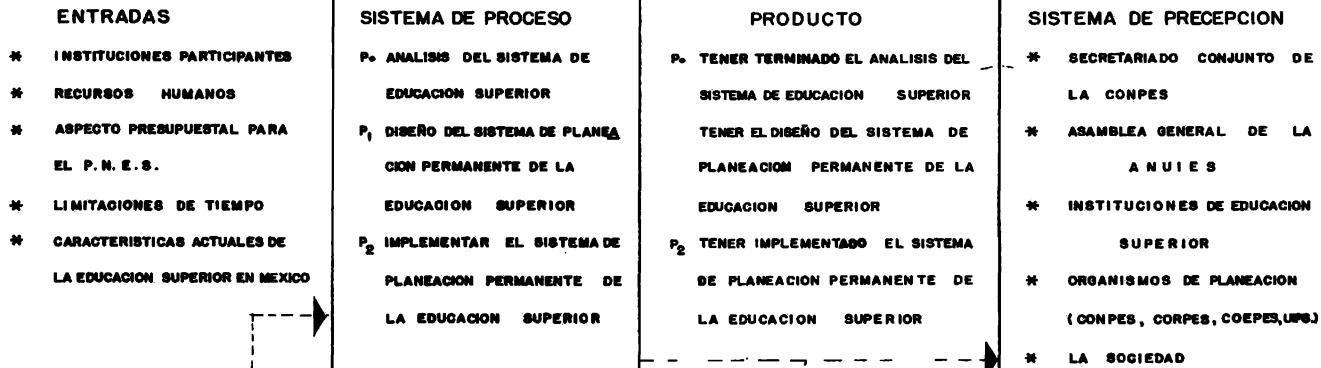 ENTRADAS
* INSTITUCIONES PARTICIPANTES
* RECURSOS HUMANOS
* ASPECTO PRESUPUESTAL PARA
EL P.N.E.S.
* LIMITACIONES DE TIEMPO
* CARACTERISTICAS ACTUALES DE
LA EDUCACION SUPERIOR EN MEXICO
SISTEMA DE PROCESO
Po ANALISIS DEL SISTEMA DE
EDUCACION SUPERIOR
P1 DISEÑO DEL SISTEMA DE PLANEA
CION PERMANENTE DE LA
EDUCACION SUPERIOR
P2 IMPLEMENTAR EL SISTEMA DE
PLANEACION PERMANENTE DE
LA EDUCACION SUPERIOR
PRODUCTO
Po TENER TERMINADO EL ANALISIS DEL
SISTEMA DE EDUCACION SUPERIOR
TENER EL DISEÑO DEL SISTEMA DE
PLANEACION PERMANENTE DE LA
EDUCACION SUPERIOR
P2 TENER IMPLEMENTADO EL SISTEMA
DE PLANEACION PERMANENTE DE
LA EDUCACION SUPERIOR
SISTEMA DE PRECEPCION
* SECRETARIADO CONJUNTO DE
LA CONPES
* ASAMBLEA GENERAL DE LA
ANUIES
* INSTITUCIONES DE EDUCACION
SUPERIOR
* ORGANISMOS DE PLANEACION
(CONPES, CORPES, COEPES, UPS.)
* LA SOCIEDAD